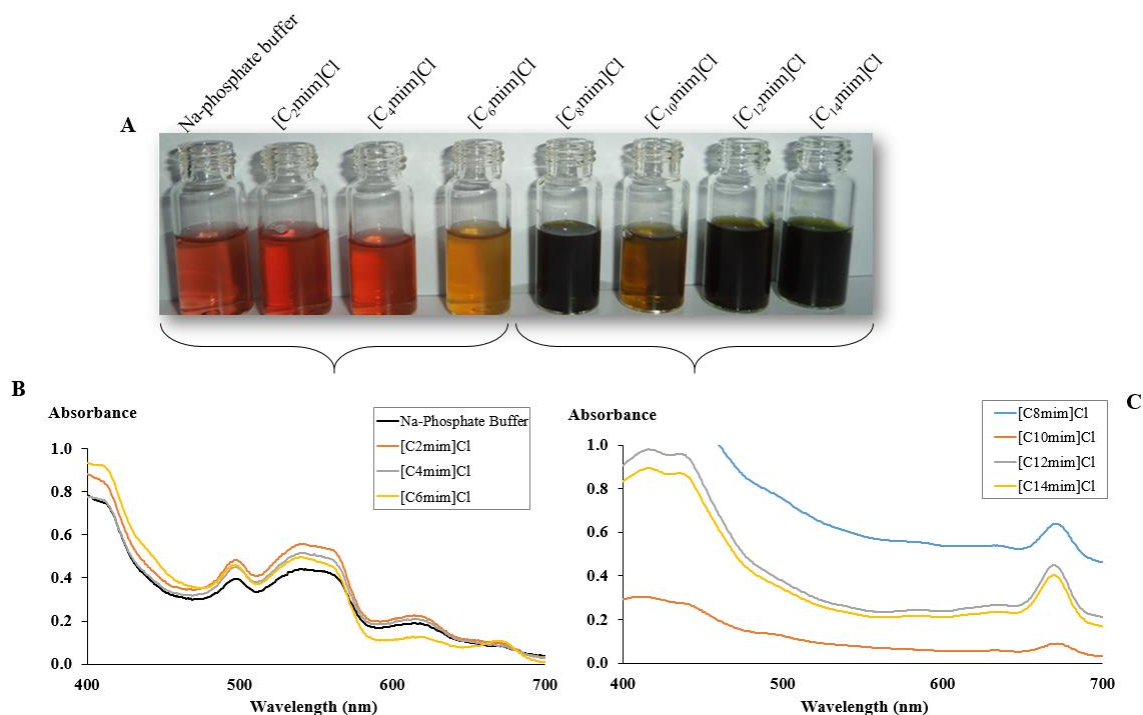 Na-phosphate buffer
[C₂mim]Cl
[C₄mim]Cl
[C₆mim]Cl
[C₈mim]Cl
[C₁₀mim]Cl
[C₁₂mim]Cl
[C₁₄mim]Cl
A
B
Absorbance
Na-Phosphate Buffer
[C2mim]Cl
[C4mim]Cl
[C6mim]Cl
1.0
0.8
0.6
0.4
0.2
0.0
400
500
600
700
Wavelength (nm)
C
Absorbance
[C8mim]Cl
[C10mim]Cl
[C12mim]Cl
[C14mim]Cl
1.0
0.8
0.6
0.4
0.2
0.0
400
500
600
700
Wavelength (nm)